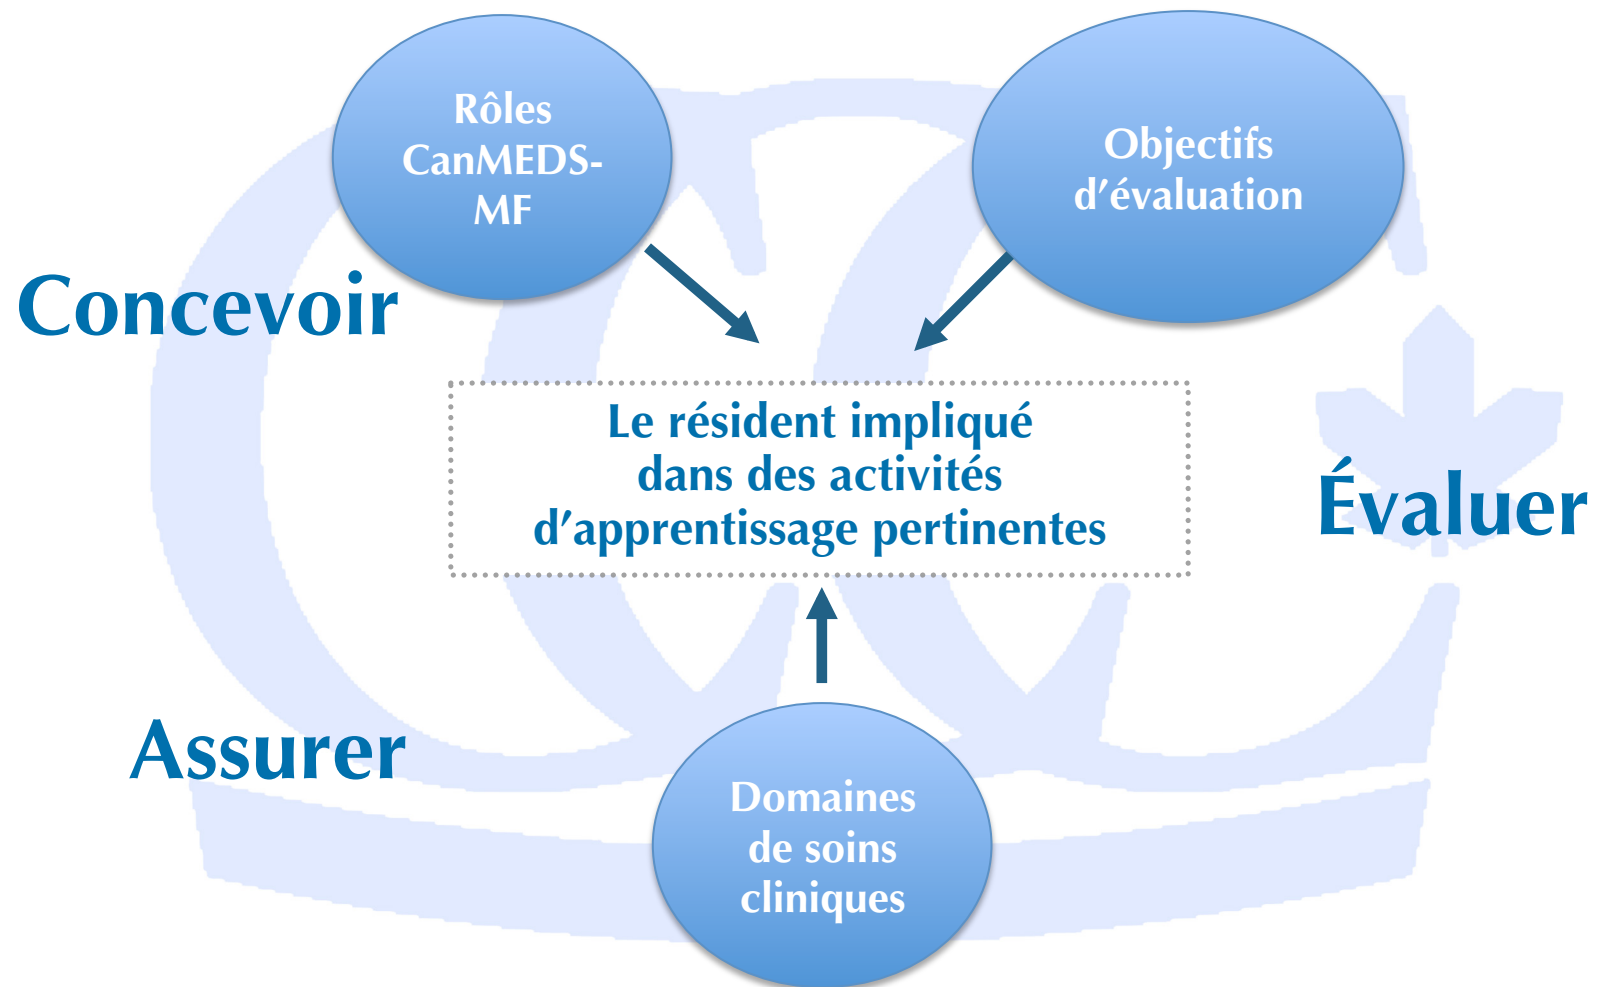 Rôles
CanMEDS-
MF
Objectifs
d’évaluation
Concevoir
Le résident impliqué
dans des activités
d’apprentissage pertinentes
Évaluer
Assurer
Domaines
de soins
cliniques